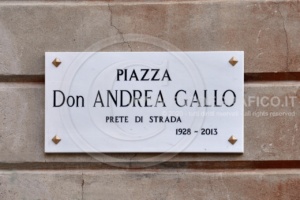 PIAZZA
Don ANDREA GALLO
PRETE DI STRADA
1928 - 2013